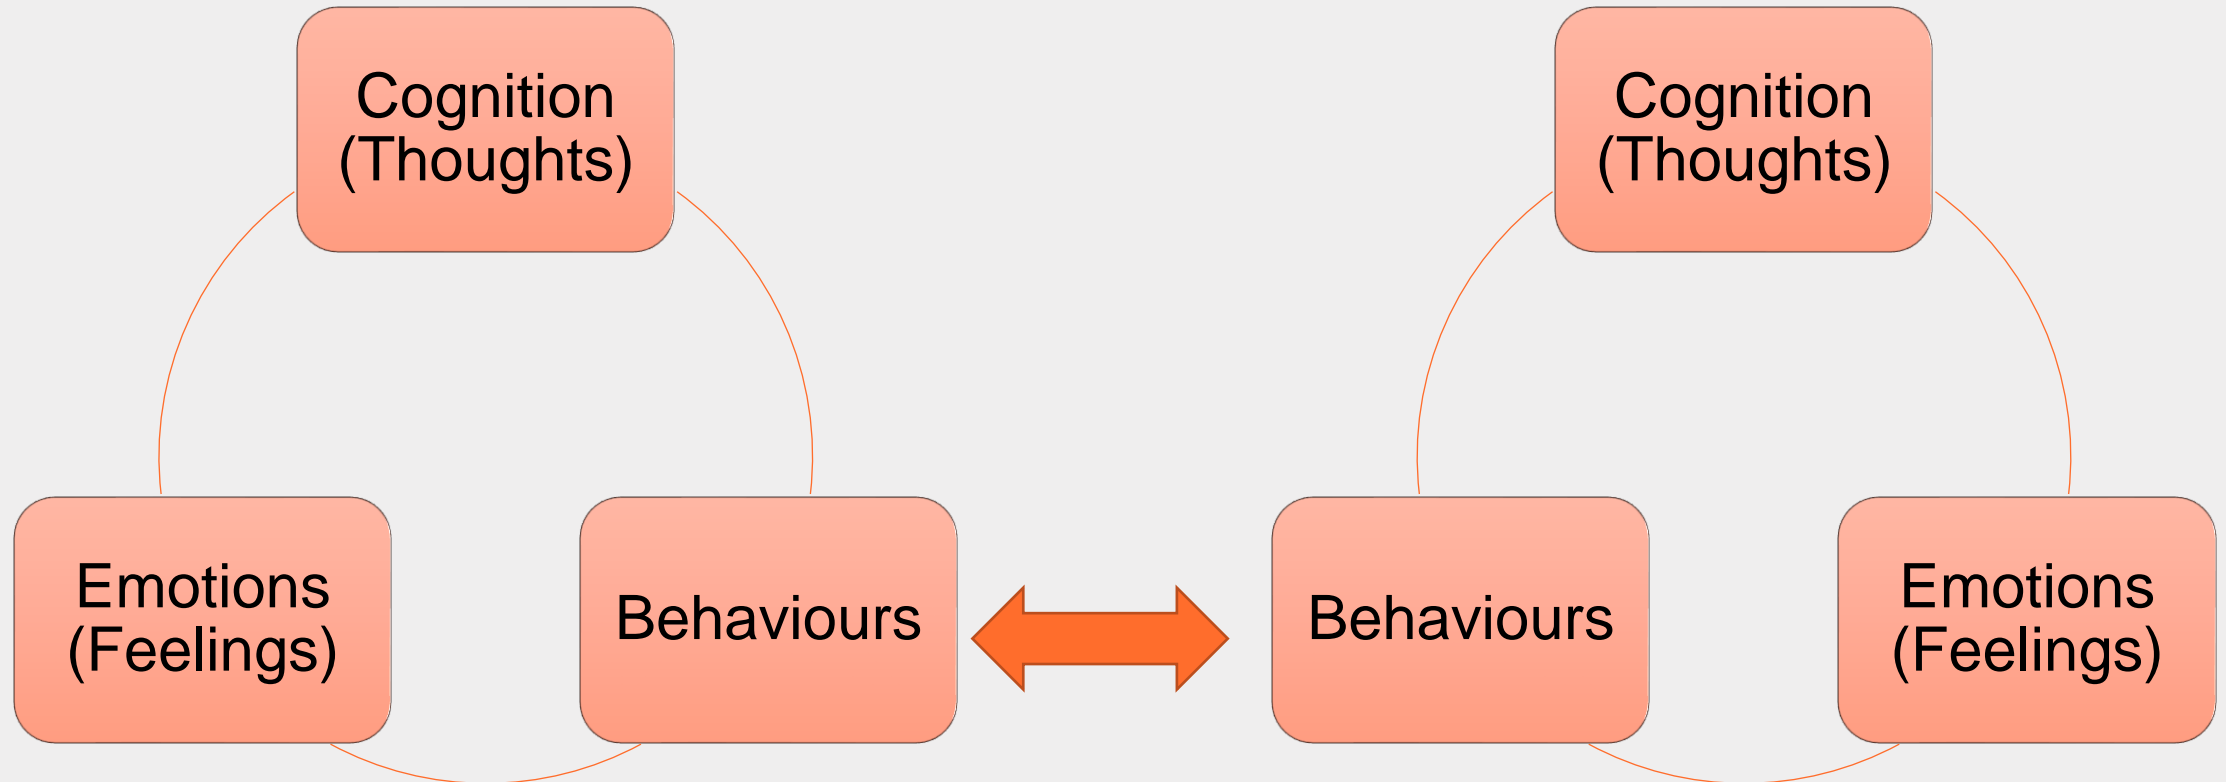 Cognition
(Thoughts)
Emotions
(Feelings)
Behaviours
Cognition
(Thoughts)
Behaviours
Emotions
(Feelings)